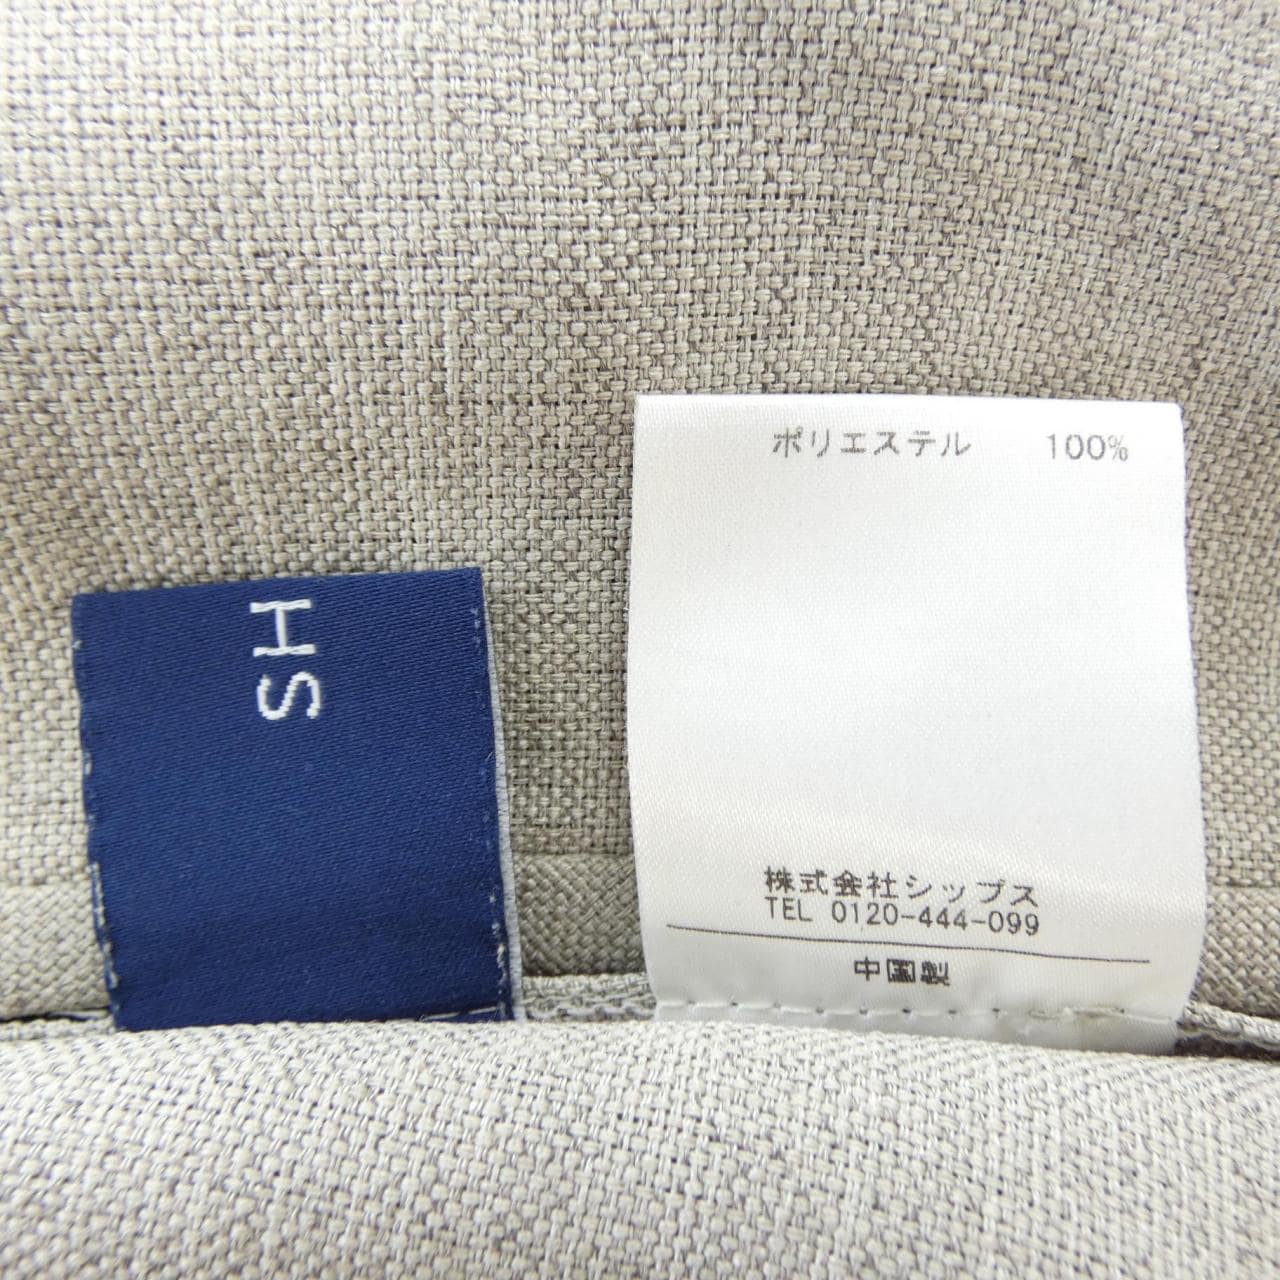 SH
ポリエステル 100%
株式会社シップス
TEL 0120-444-099
中国製